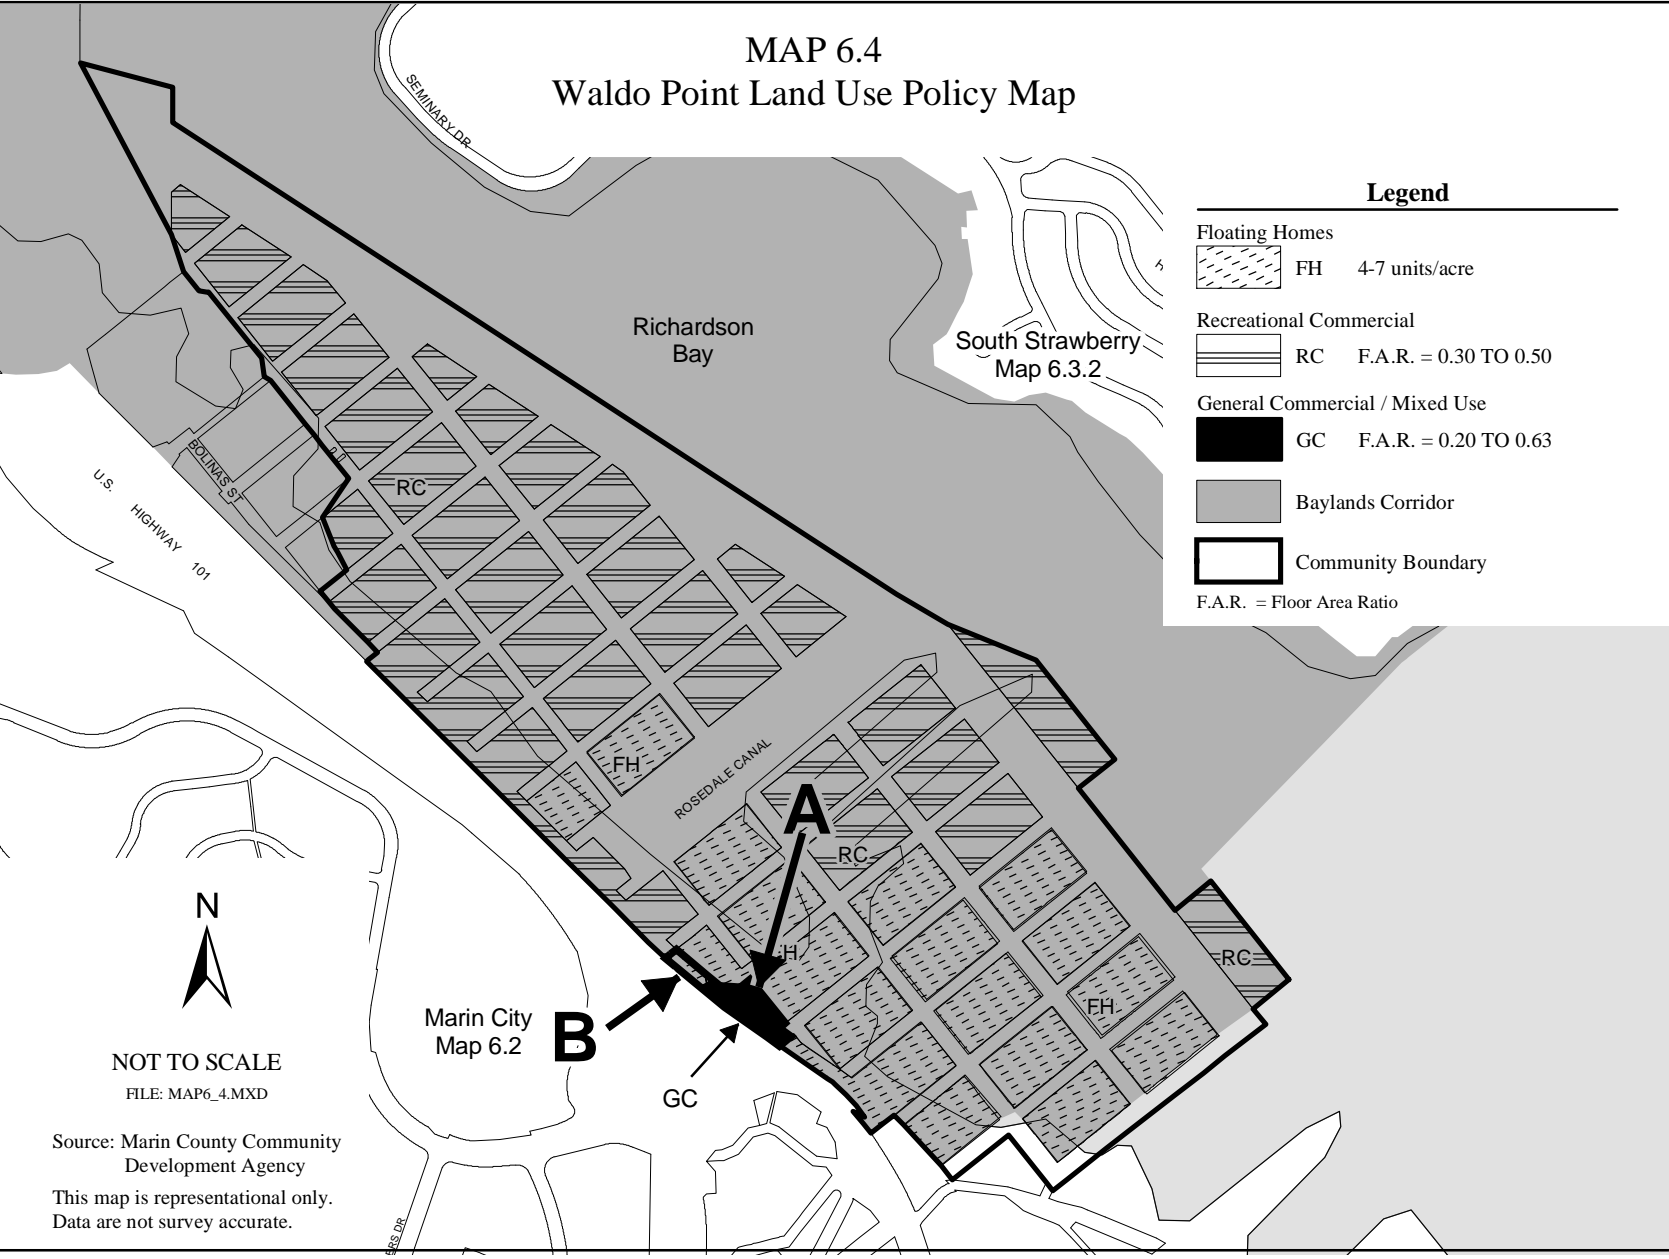 MAP 6.4
Waldo Point Land Use Policy Map
SEMINARY DR
Legend
Floating Homes
FH 4-7 units/acre
Recreational Commercial
RC F.A.R. = 0.30 TO 0.50
General Commercial / Mixed Use
GC F.A.R. = 0.20 TO 0.63
Baylands Corridor
Community Boundary
F.A.R. = Floor Area Ratio
Richardson
Bay
South Strawberry
Map 6.3.2
BOLINAS ST
U.S. HIGHWAY 101
RC
FH
ROSEDALE CANAL
A
RC
H
RC
FH
N
Marin City
Map 6.2
B
GC
NOT TO SCALE
FILE: MAP6_4.MXD
Source: Marin County Community
Development Agency
This map is representational only.
Data are not survey accurate.
ERS DR